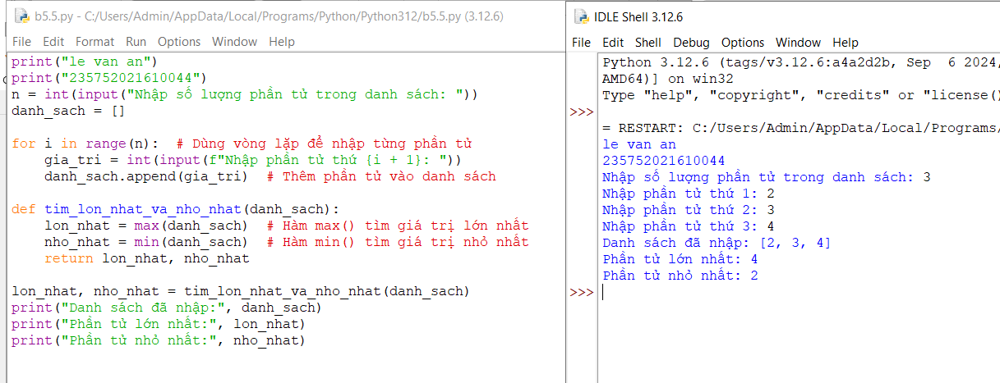 b5.5.py - C:/Users/Admin/AppData/Local/Programs/Python/Python312/b5.5.py (3.12.6)
File Edit Format Run Options Window Help
print("le van an")
print("235752021610044")
n = int(input("Nhập số lượng phần tử trong danh sách: "))
danh_sach = []
for i in range(n):  # Dùng vòng lặp để nhập từng phần tử
    gia_tri = int(input(f"Nhập phần tử thứ {i + 1}: "))
    danh_sach.append(gia_tri)  # Thêm phần tử vào danh sách
def tim_lon_nhat_va_nho_nhat(danh_sach):
    lon_nhat = max(danh_sach)  # Hàm max() tìm giá trị lớn nhất
    nho_nhat = min(danh_sach)  # Hàm min() tìm giá trị nhỏ nhất
    return lon_nhat, nho_nhat
lon_nhat, nho_nhat = tim_lon_nhat_va_nho_nhat(danh_sach)
print("Danh sách đã nhập:", danh_sach)
print("Phần tử lớn nhất:", lon_nhat)
print("Phần tử nhỏ nhất:", nho_nhat)
IDLE Shell 3.12.6
File Edit Shell Debug Options Window Help
Python 3.12.6 (tags/v3.12.6:a4a2d2b, Sep  6 2024,
AMD64)] on win32
Type "help", "copyright", "credits" or "license()
>>>
= RESTART: C:/Users/Admin/AppData/Local/Programs/
le van an
235752021610044
Nhập số lượng phần tử trong danh sách: 3
Nhập phần tử thứ 1: 2
Nhập phần tử thứ 2: 3
Nhập phần tử thứ 3: 4
Danh sách đã nhập: [2, 3, 4]
Phần tử lớn nhất: 4
Phần tử nhỏ nhất: 2
>>>